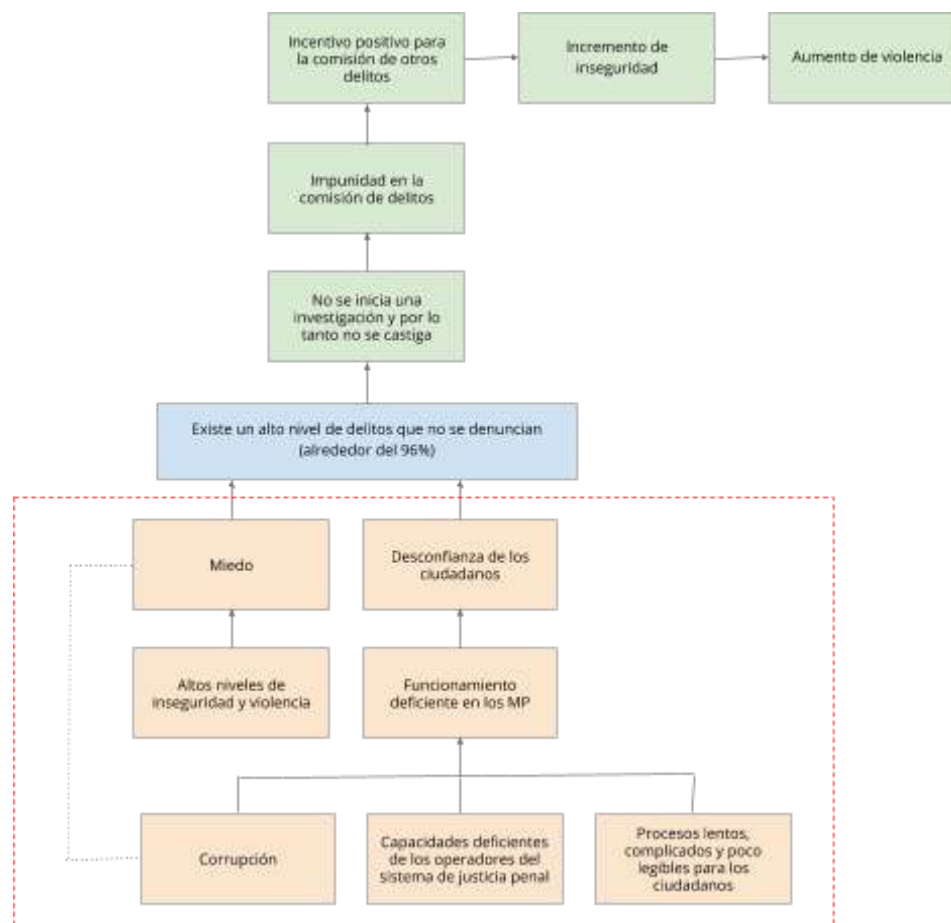 Incentivo positivo para
la comisión de otros
delitos
Incremento de
inseguridad
Aumento de violencia
Impunidad en la
comisión de delitos
No se inicia una
investigación y por lo
tanto no se castiga
Existe un alto nivel de delitos que no se denuncian
(alrededor del 96%)
Miedo
Desconfianza de los
ciudadanos
Altos niveles de
inseguridad y violencia
Funcionamiento
deficiente en los MP
Corrupción
Capacidades deficientes
de los operadores del
sistema de justicia penal
Procesos lentos,
complicados y poco
legibles para los
ciudadanos